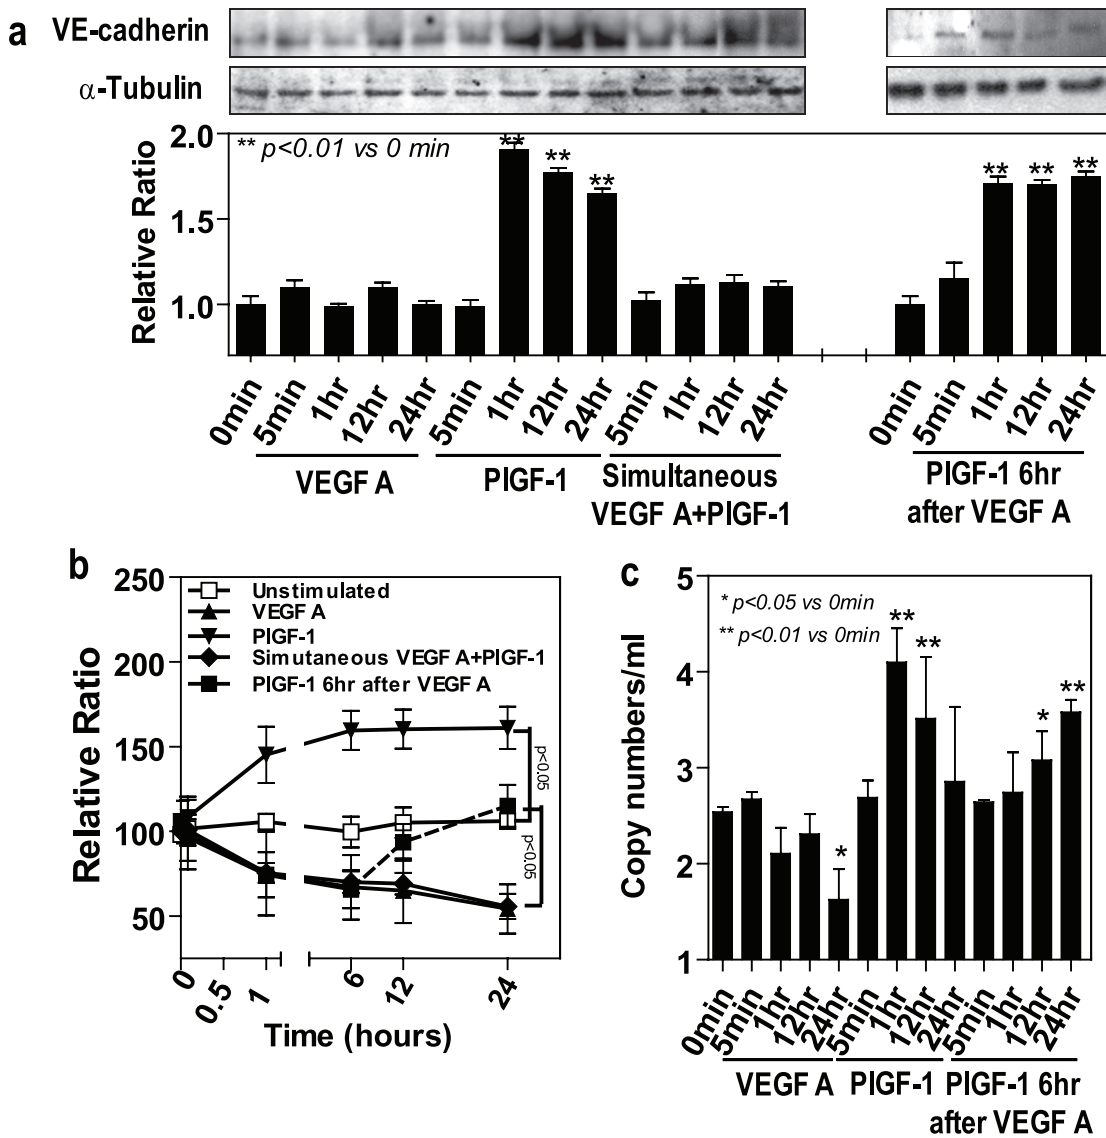 a
VE-cadherin
α-Tubulin
Relative Ratio
2.0
1.5
1.0
** p<0.01 vs 0 min
** ** **
** ** **
0min 5min 1hr 12hr 24hr 5min 1hr 12hr 24hr 5min 1hr 12hr 24hr
0min 5min 1hr 12hr 24hr
VEGF A
PlGF-1
Simultaneous
VEGF A+PlGF-1
PlGF-1 6hr
after VEGF A
b
Relative Ratio
250
200
150
100
50
Unstimulated
VEGF A
PlGF-1
Simutaneous VEGF A+PlGF-1
PlGF-1 6hr after VEGF A
p<0.05
p<0.05
0 0.5 1 6 12 24
Time (hours)
c
Copy numbers/ml
5
4
3
2
1
* p<0.05 vs 0min
** p<0.01 vs 0min
* ** ** * **
0min 5min 1hr 12hr 24hr 5min 1hr 12hr 24hr 5min 1hr 12hr 24hr
VEGF A
PlGF-1
PlGF-1 6hr
after VEGF A